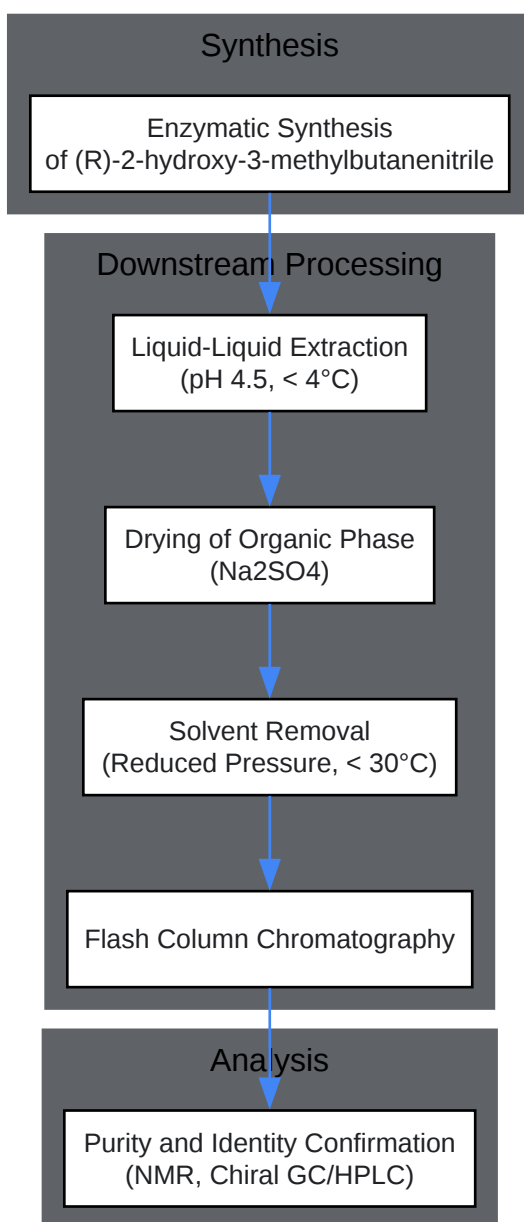 Synthesis
Enzymatic Synthesis
of (R)-2-hydroxy-3-methylbutanenitrile
Downstream Processing
Liquid-Liquid Extraction
(pH 4.5, < 4°C)
Drying of Organic Phase
(Na2SO4)
Solvent Removal
(Reduced Pressure, < 30°C)
Flash Column Chromatography
Analysis
Purity and Identity Confirmation
(NMR, Chiral GC/HPLC)